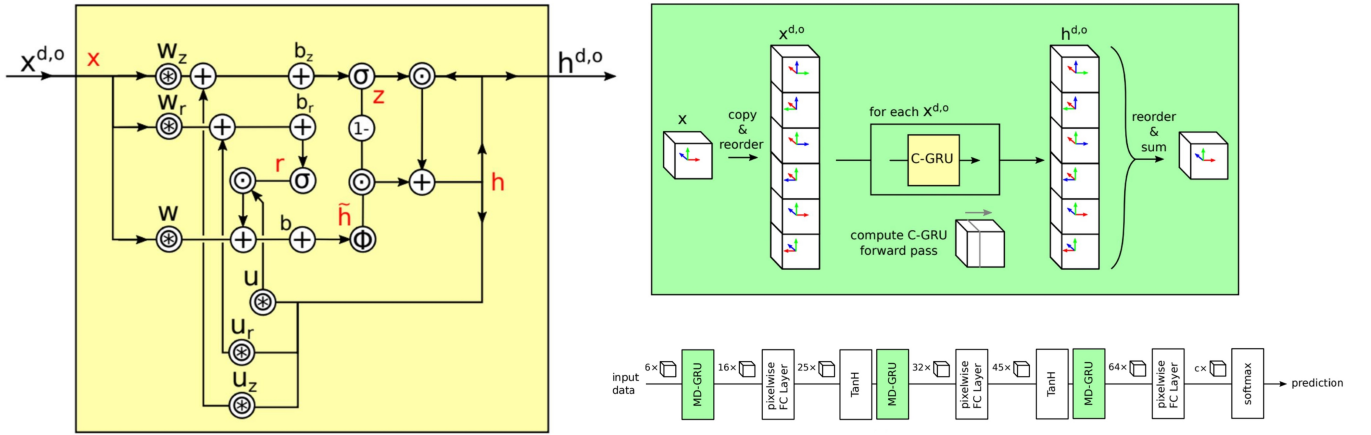 x^d,o
x
w_z
b_z
σ
z
h^d,o
w_r
b_r
1-
r
σ
h
w
b
h̃
Φ
u
u_r
u_z
x^d,o
h^d,o
x
copy
&
reorder
for each x^d,o
C-GRU
reorder
&
sum
compute C-GRU
forward pass
input
data
6×
MD-GRU
16×
pixelwise
FC Layer
25×
TanH
MD-GRU
32×
pixelwise
FC Layer
45×
TanH
MD-GRU
64×
pixelwise
FC Layer
c×
softmax
prediction